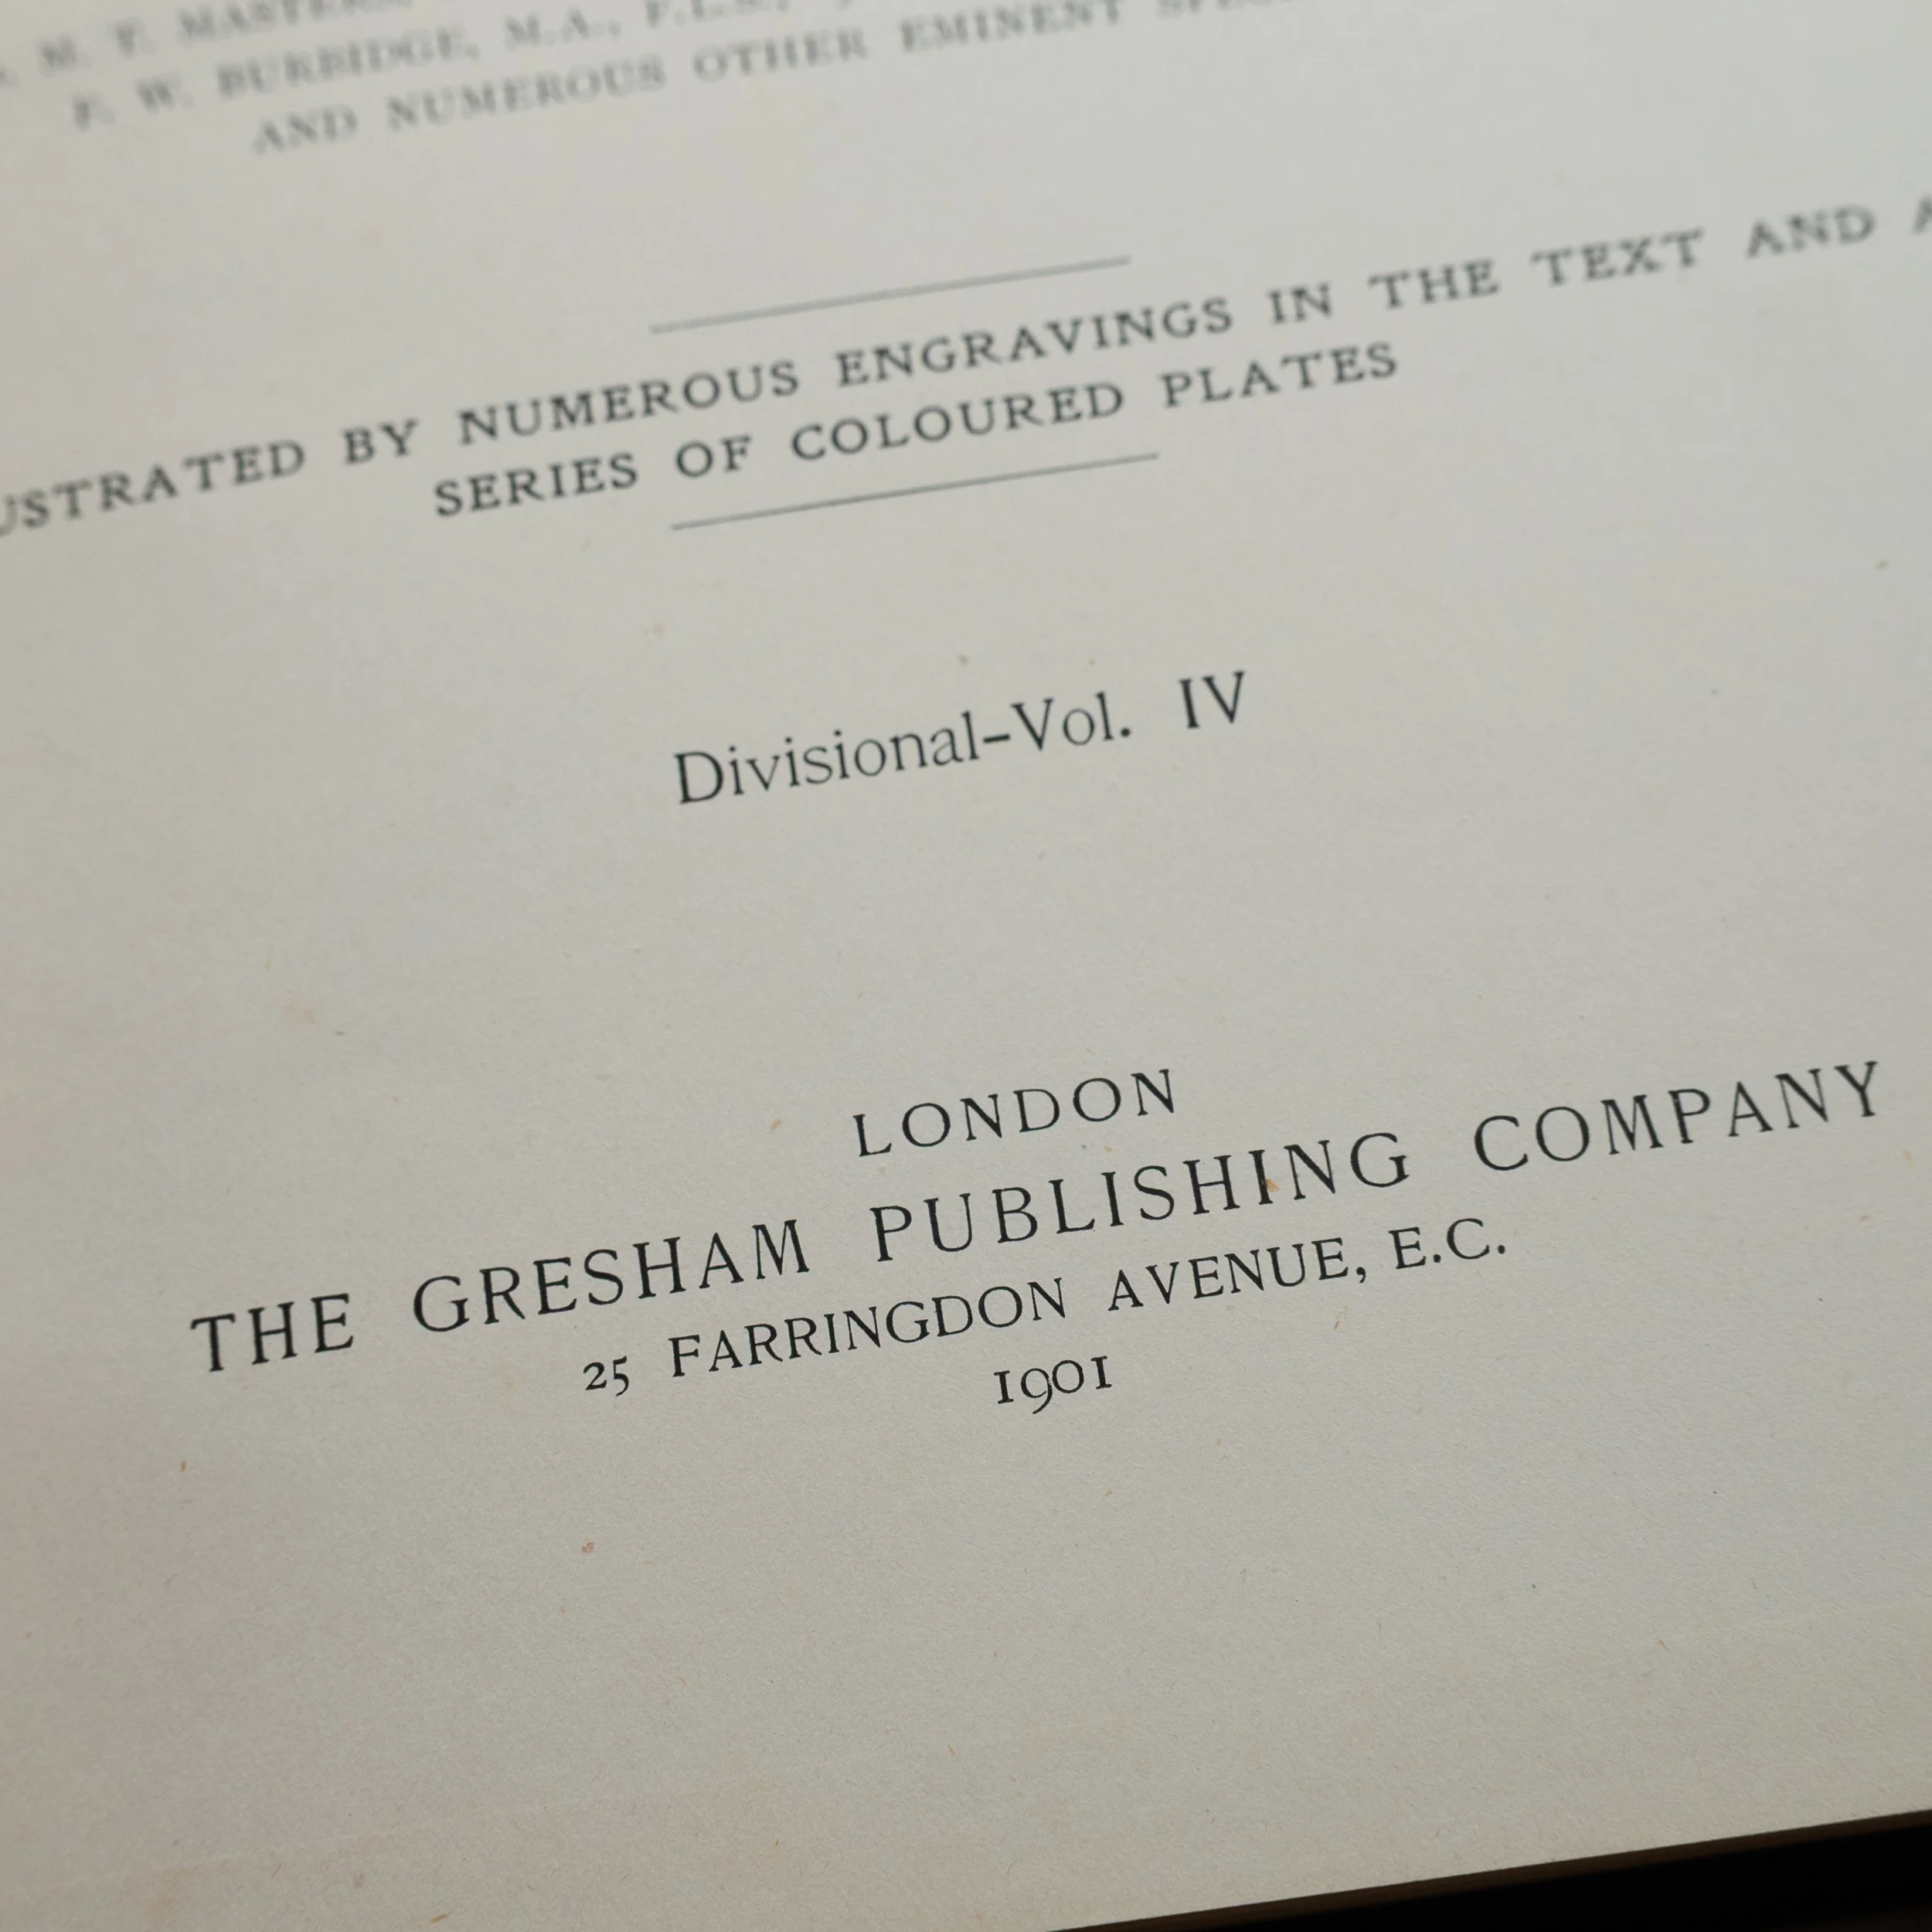 M. T. MASTERS
F. W. BURBIDGE, M.A., F.L.S.,
AND NUMEROUS OTHER EMINENT
USTRATED BY NUMEROUS ENGRAVINGS IN THE TEXT AND A
SERIES OF COLOURED PLATES
Divisional-Vol. IV
LONDON
THE GRESHAM PUBLISHING COMPANY
25 FARRINGDON AVENUE, E.C.
1901